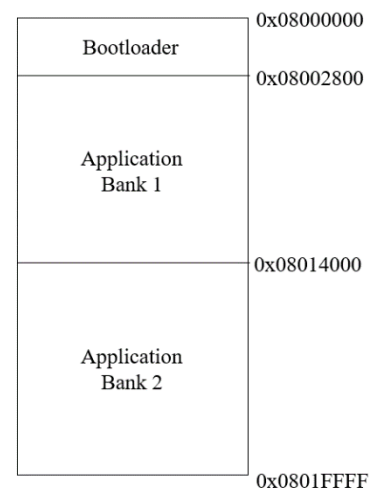 0x08000000
Bootloader
0x08002800
Application
Bank 1
0x08014000
Application
Bank 2
0x0801FFFF